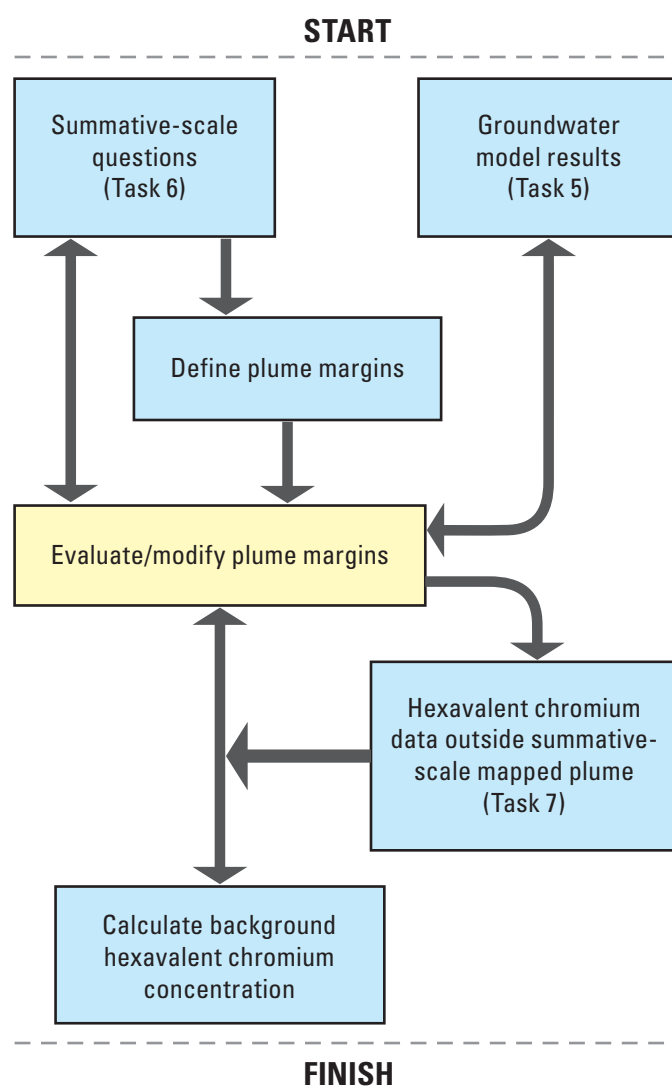 START
Summative-scale
questions
(Task 6)
Groundwater
model results
(Task 5)
Define plume margins
Evaluate/modify plume margins
Hexavalent chromium
data outside summative-
scale mapped plume
(Task 7)
Calculate background
hexavalent chromium
concentration
FINISH